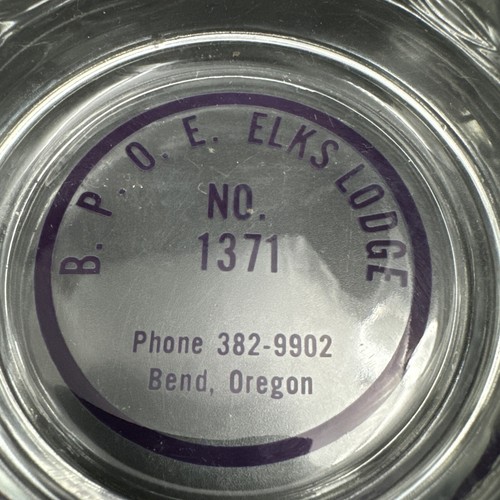 B. P O. E. ELKS LODGE
NO.
1371
Phone 382-9902
Bend, Oregon